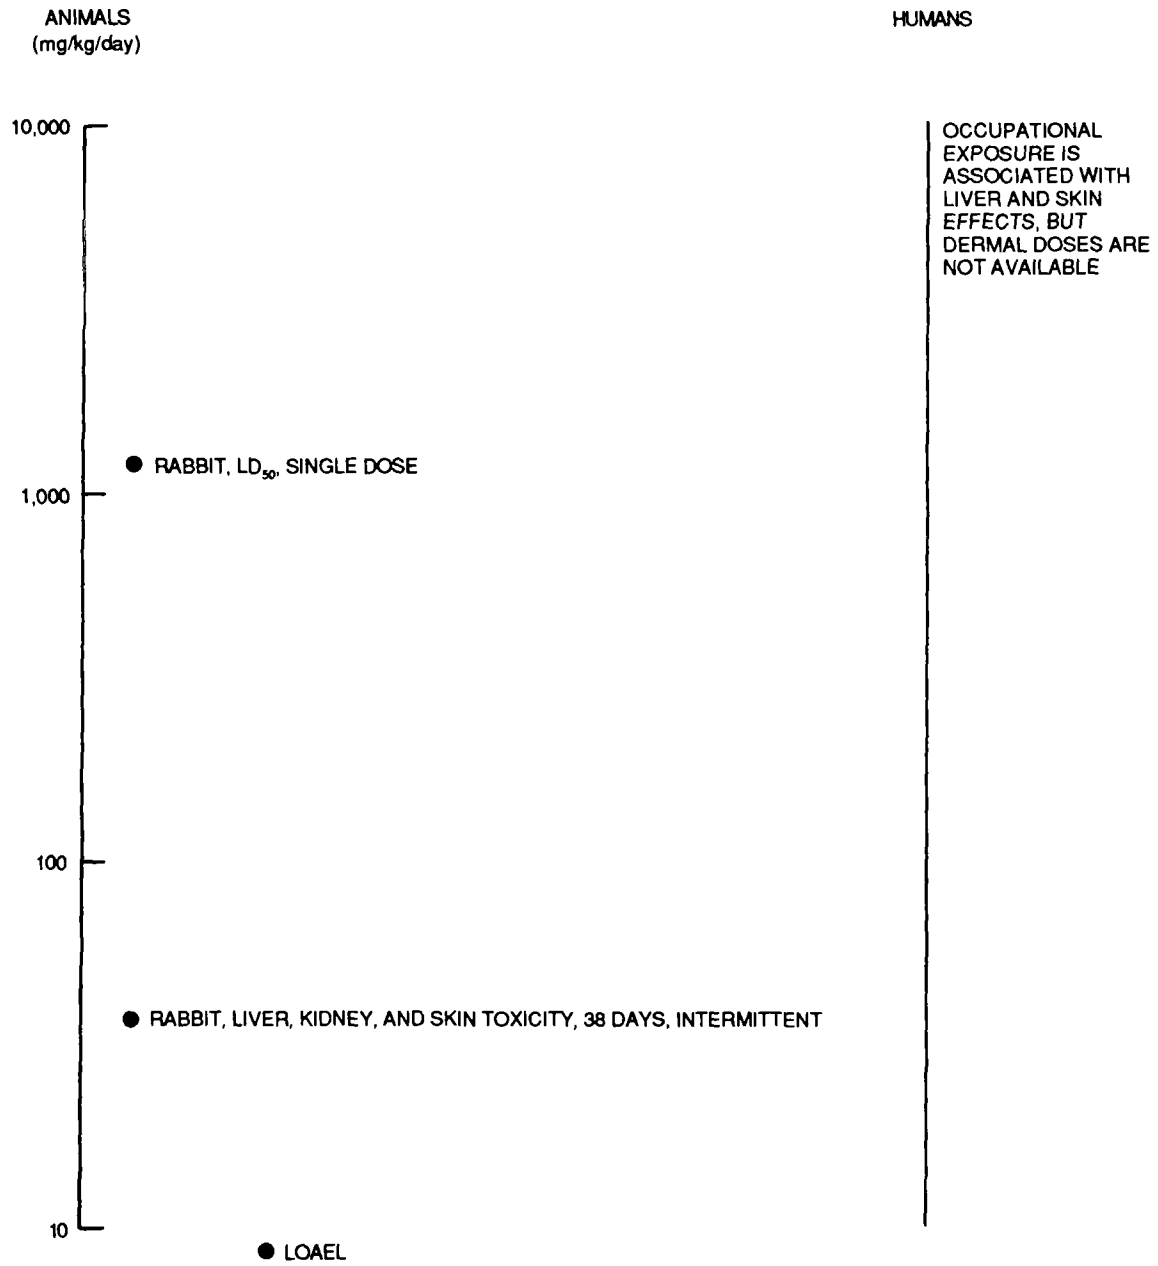 ANIMALS
(mg/kg/day)
HUMANS
10,000
OCCUPATIONAL
EXPOSURE IS
ASSOCIATED WITH
LIVER AND SKIN
EFFECTS, BUT
DERMAL DOSES ARE
NOT AVAILABLE
RABBIT, LD50, SINGLE DOSE
1,000
100
RABBIT, LIVER, KIDNEY, AND SKIN TOXICITY, 38 DAYS, INTERMITTENT
10
LOAEL